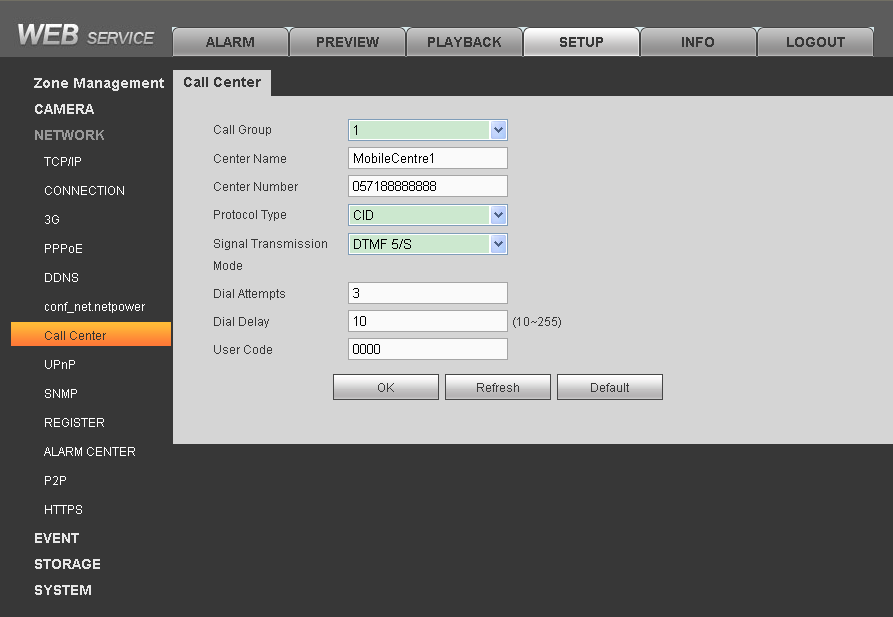 WEB SERVICE
ALARM PREVIEW PLAYBACK SETUP INFO LOGOUT
Zone Management
CAMERA
NETWORK
TCP/IP
CONNECTION
3G
PPPoE
DDNS
conf_net.netpower
Call Center
UPnP
SNMP
REGISTER
ALARM CENTER
P2P
HTTPS
EVENT
STORAGE
SYSTEM
Call Center
Call Group 1
Center Name MobileCentre1
Center Number 057188888888
Protocol Type CID
Signal Transmission DTMF 5/S
Mode
Dial Attempts 3
Dial Delay 10 (10~255)
User Code 0000
OK Refresh Default